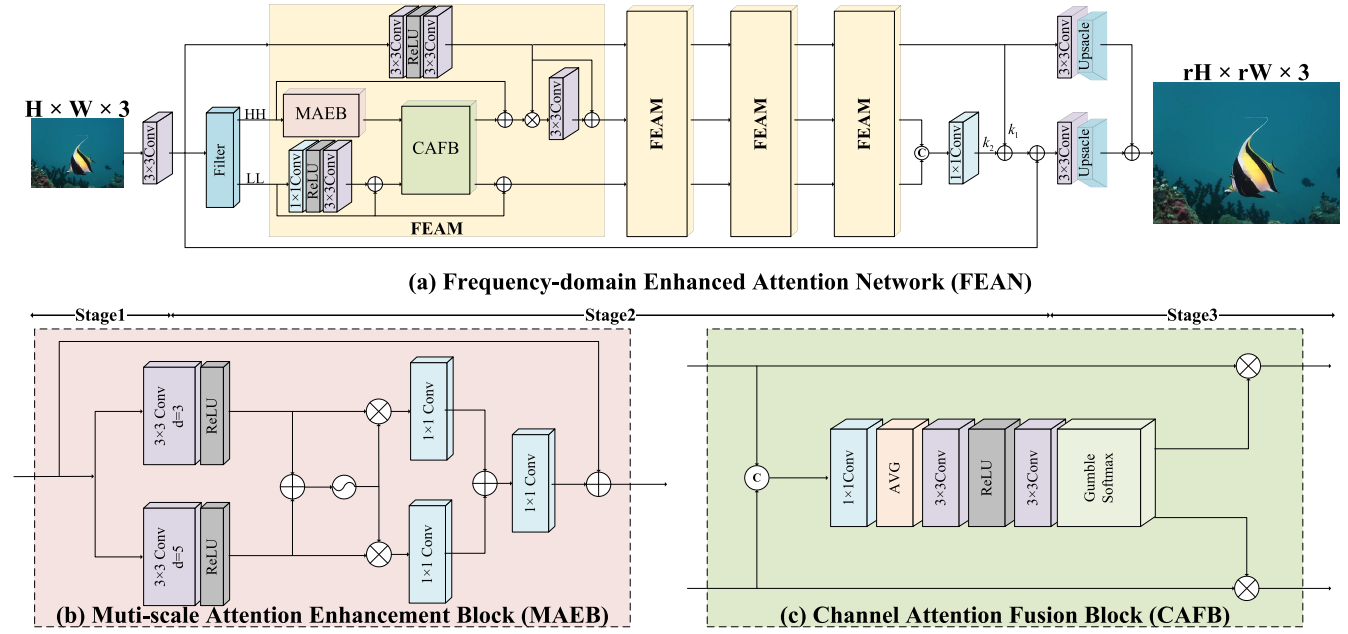 H × W × 3
3×3Conv
Filter
HH
LL
3×3Conv
ReLU
3×3Conv
MAEB
1×1Conv
ReLU
3×3Conv
CAFB
3×3Conv
FEAM
FEAM
FEAM
FEAM
C
1×1Conv
k2
k1
3×3Conv
Upsacle
3×3Conv
Upsacle
rH × rW × 3
(a) Frequency-domain Enhanced Attention Network (FEAN)
Stage1
Stage2
Stage3
3×3 Conv
d=3
ReLU
3×3 Conv
d=5
ReLU
1×1 Conv
1×1 Conv
1×1 Conv
(b) Muti-scale Attention Enhancement Block (MAEB)
C
1×1Conv
AVG
3×3Conv
ReLU
3×3Conv
Gumble
Softmax
(c) Channel Attention Fusion Block (CAFB)